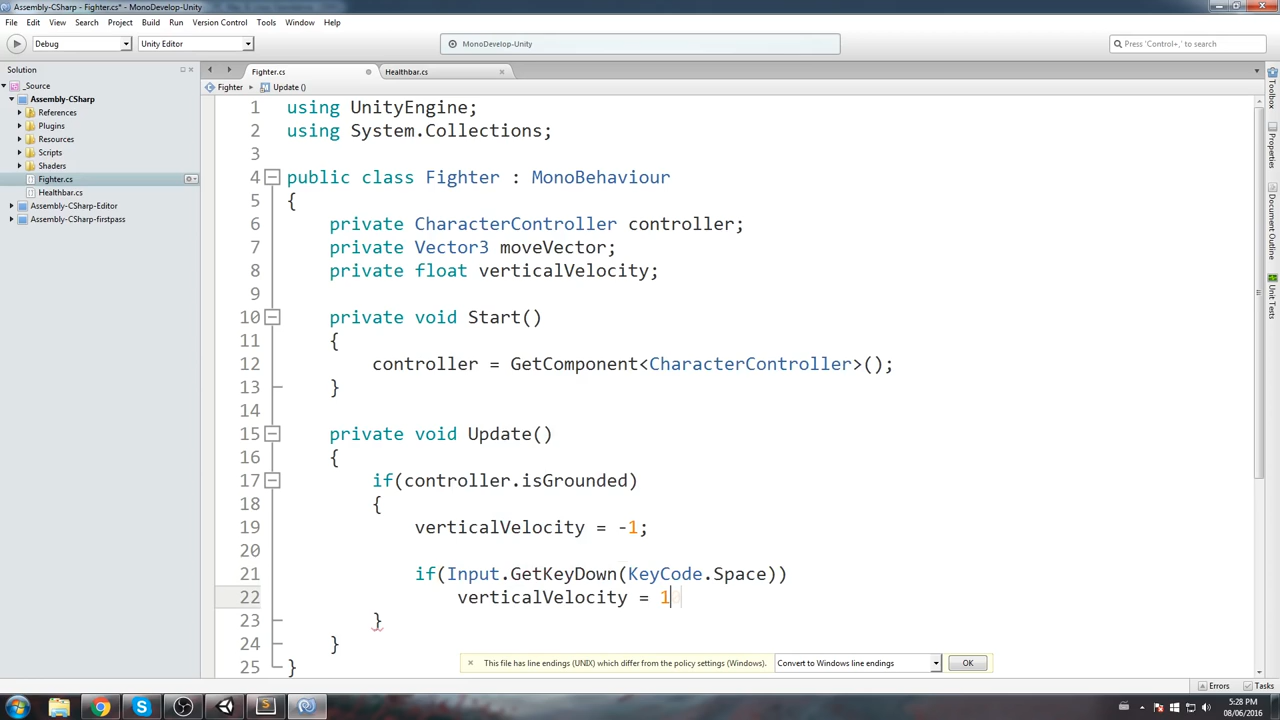 Assembly-CSharp - Fighter.cs* - MonoDevelop-Unity
File Edit View Search Project Build Run Version Control Tools Window Help
Debug Unity Editor MonoDevelop-Unity Press 'Control+,' to search
Solution
_Source
Assembly-CSharp
References
Plugins
Resources
Scripts
Shaders
Fighter.cs
Healthbar.cs
Assembly-CSharp-Editor
Assembly-CSharp-firstpass
Fighter.cs Healthbar.cs
Fighter Update ()
1 using UnityEngine;
2 using System.Collections;
3
4 public class Fighter : MonoBehaviour
5 {
6 private CharacterController controller;
7 private Vector3 moveVector;
8 private float verticalVelocity;
9
10 private void Start()
11 {
12 controller = GetComponent<CharacterController>();
13 }
14
15 private void Update()
16 {
17 if(controller.isGrounded)
18 {
19 verticalVelocity = -1;
20
21 if(Input.GetKeyDown(KeyCode.Space))
22 verticalVelocity = 1
23 }
24 }
25 }
Toolbox
Properties
Document Outline
Unit Tests
This file has line endings (UNIX) which differ from the policy settings (Windows). Convert to Windows line endings OK
Errors Tasks
5:28 PM
08/06/2016